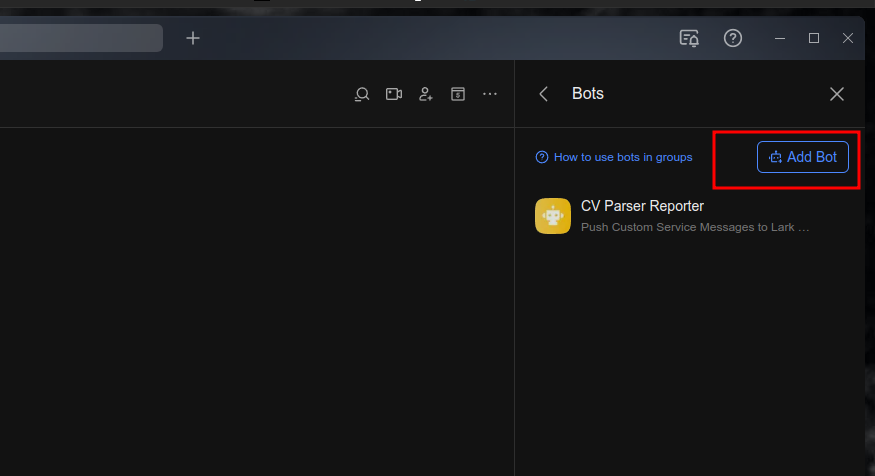 Bots
How to use bots in groups
Add Bot
CV Parser Reporter
Push Custom Service Messages to Lark …